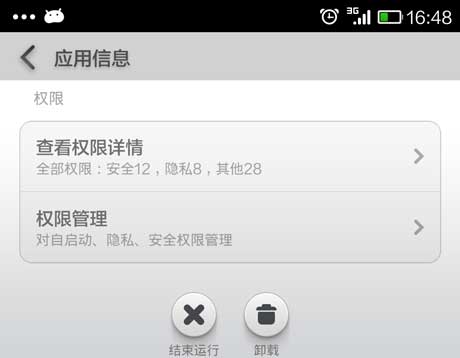 3G 16:48
应用信息
权限
查看权限详情
全部权限：安全12，隐私8，其他28
权限管理
对自启动、隐私、安全权限管理
结束运行 卸载